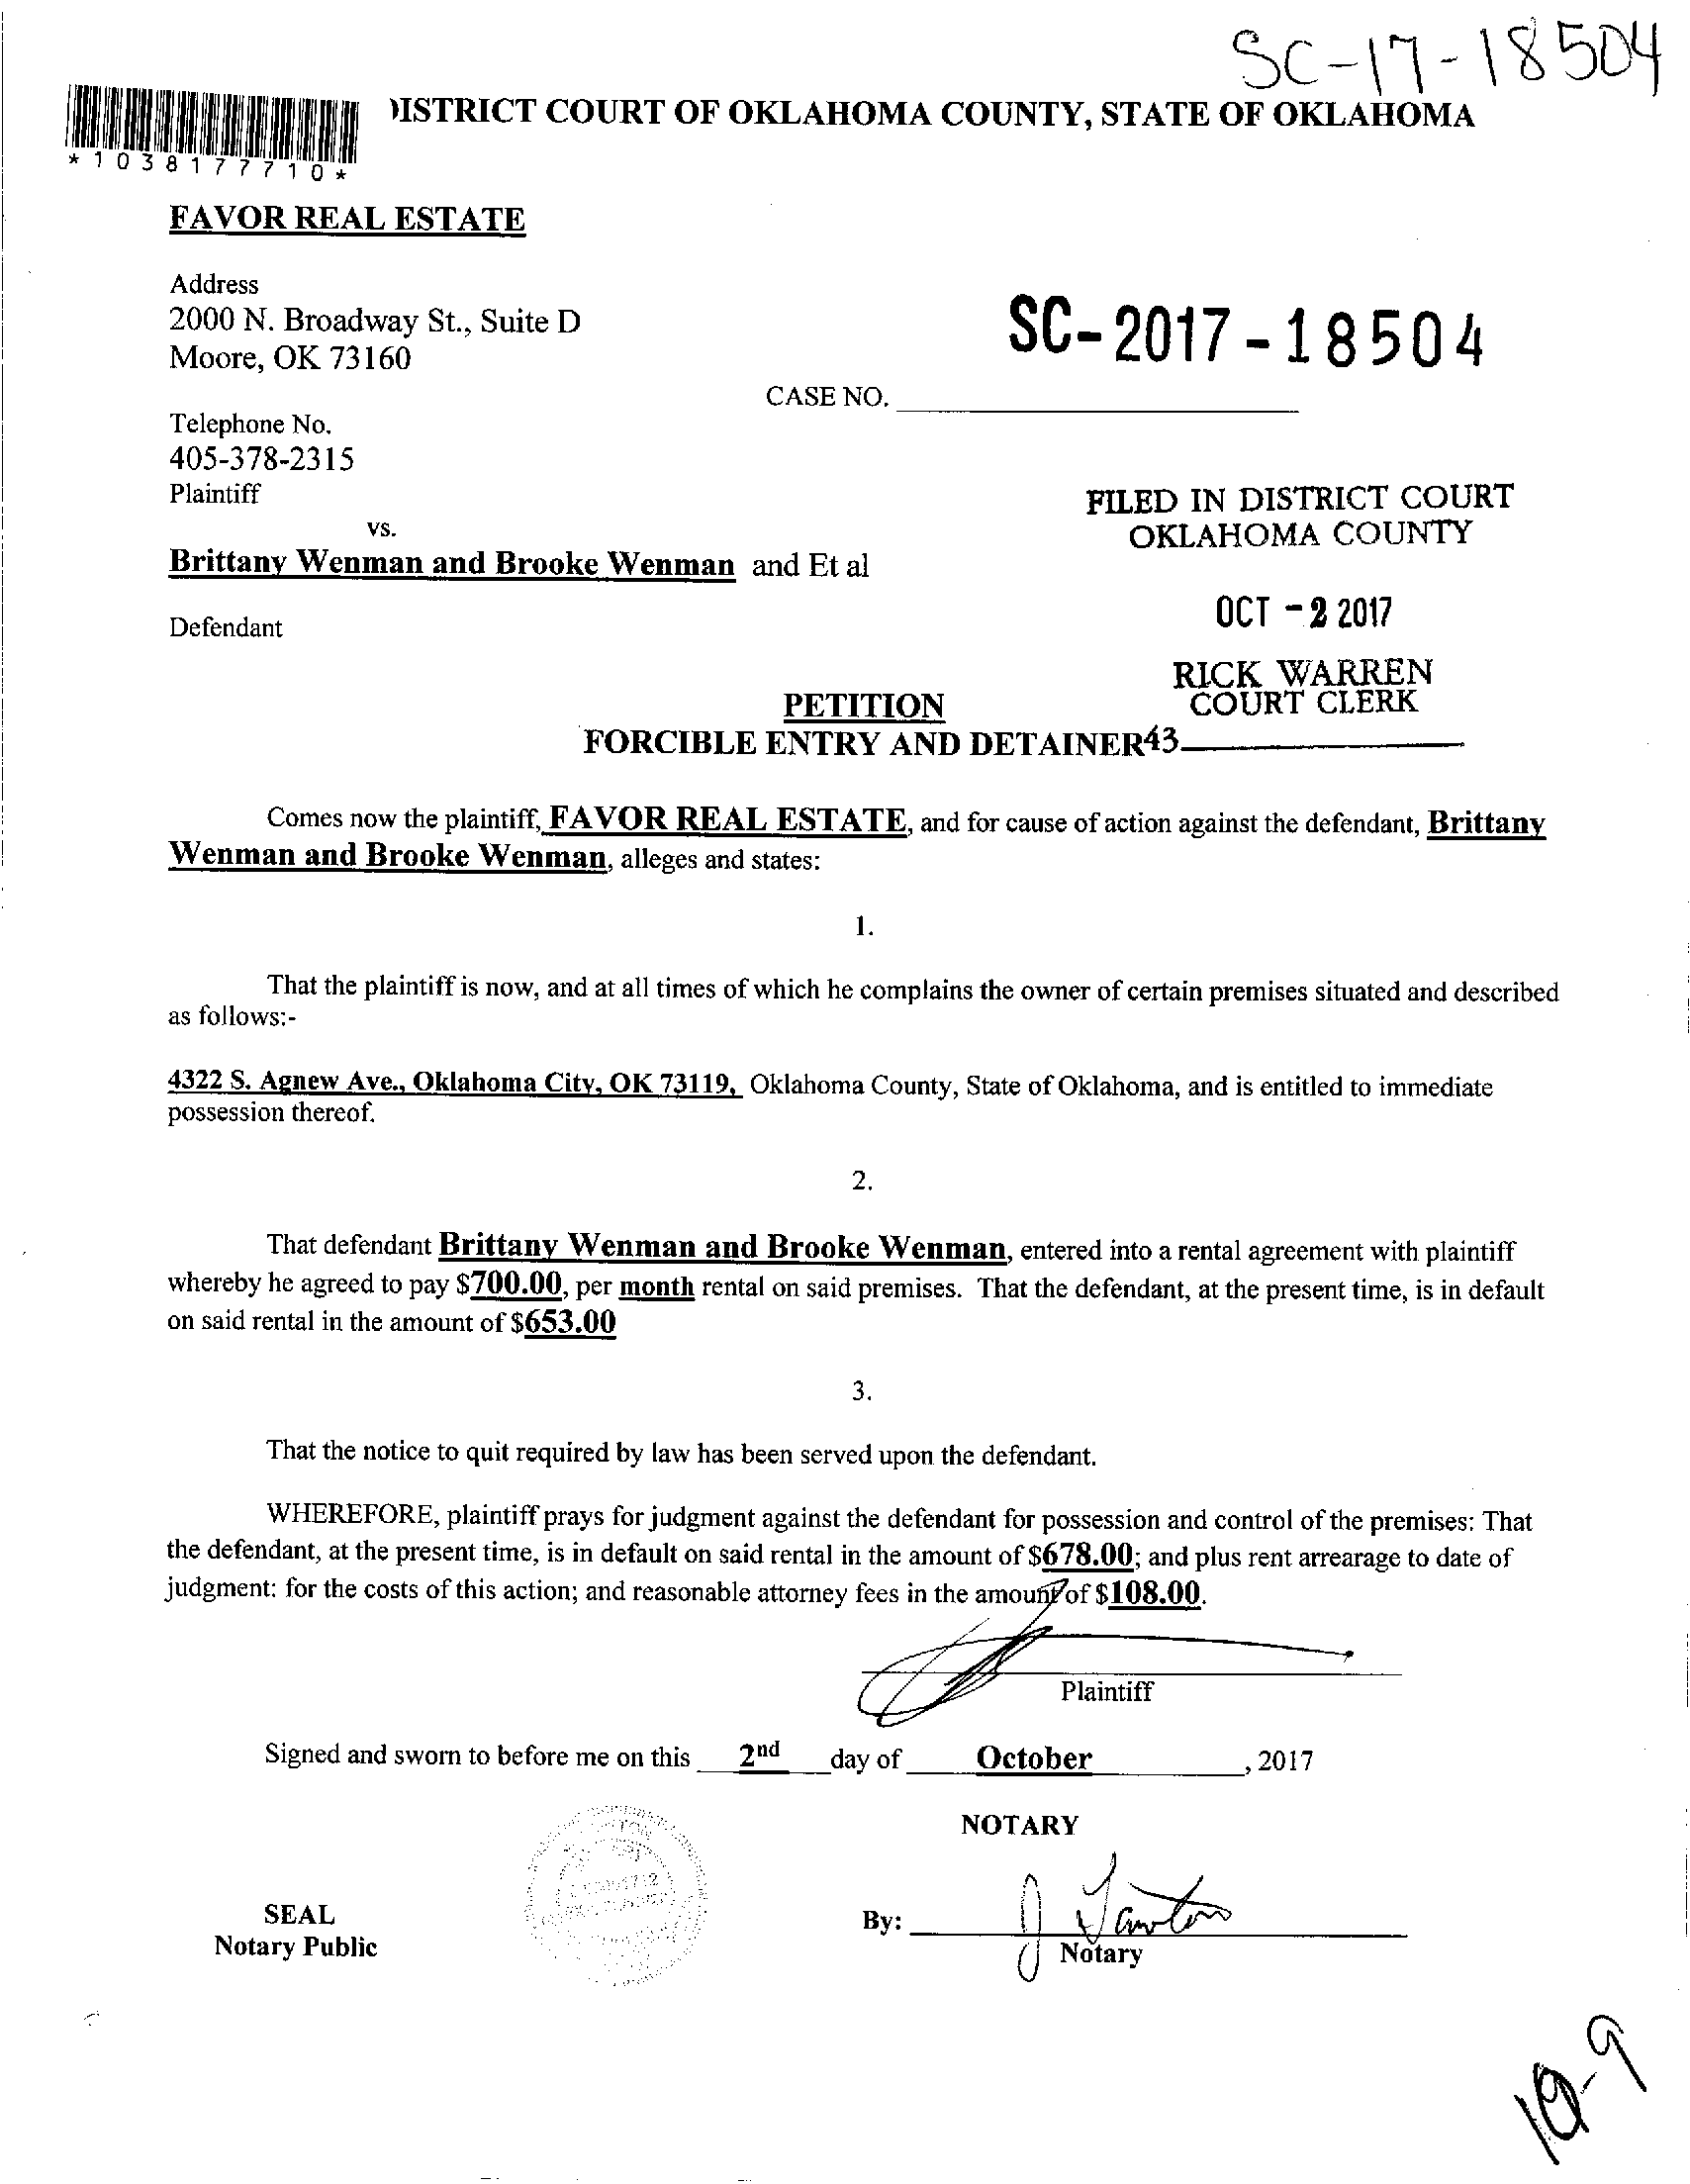 SC-17-18504
DISTRICT COURT OF OKLAHOMA COUNTY, STATE OF OKLAHOMA
*1038177710*
FAVOR REAL ESTATE
Address
2000 N. Broadway St., Suite D
Moore, OK 73160
SC-2017-18504
CASE NO.
Telephone No.
405-378-2315
Plaintiff
FILED IN DISTRICT COURT
OKLAHOMA COUNTY
vs.
Brittany Wenman and Brooke Wenman and Et al
OCT - 2 2017
Defendant
RICK WARREN
COURT CLERK
PETITION
FORCIBLE ENTRY AND DETAINER
43
Comes now the plaintiff, FAVOR REAL ESTATE, and for cause of action against the defendant, Brittany
Wenman and Brooke Wenman, alleges and states:
1.
That the plaintiff is now, and at all times of which he complains the owner of certain premises situated and described
as follows:-
4322 S. Agnew Ave., Oklahoma City, OK 73119, Oklahoma County, State of Oklahoma, and is entitled to immediate
possession thereof.
2.
That defendant Brittany Wenman and Brooke Wenman, entered into a rental agreement with plaintiff
whereby he agreed to pay $700.00, per month rental on said premises. That the defendant, at the present time, is in default
on said rental in the amount of $653.00
3.
That the notice to quit required by law has been served upon the defendant.
WHEREFORE, plaintiff prays for judgment against the defendant for possession and control of the premises: That
the defendant, at the present time, is in default on said rental in the amount of $678.00; and plus rent arrearage to date of
judgment: for the costs of this action; and reasonable attorney fees in the amount of $108.00.
Plaintiff
Signed and sworn to before me on this 2nd day of October, 2017
NOTARY
SEAL
Notary Public
By: J Lawton
Notary
10-9